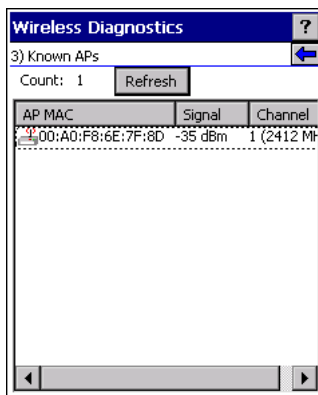 Wireless Diagnostics ?
3) Known APs
Count: 1 Refresh
AP MAC Signal Channel
00:A0:F8:6E:7F:8D -35 dBm 1 (2412 MH